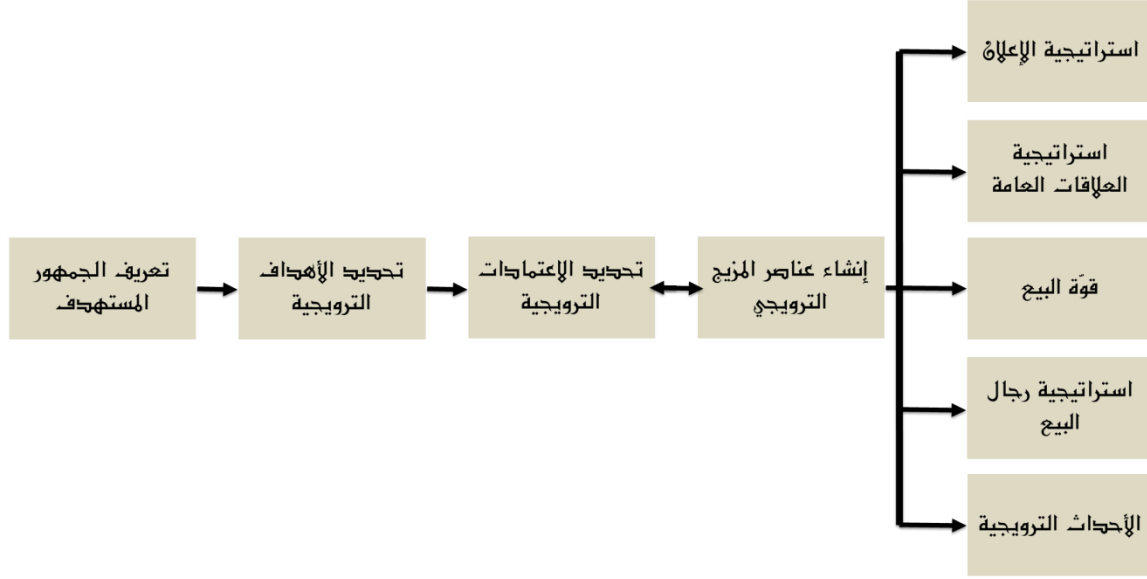 تعريف الجمهور
المستهدف
تحديد الأهداف
الترويجية
تحديد الاعتمادات
الترويجية
إنشاء عناصر المزيج
الترويجي
استراتيجية الإعلان
استراتيجية
العلاقات العامة
قوّة البيع
استراتيجية رجال
البيع
الأحداث الترويجية